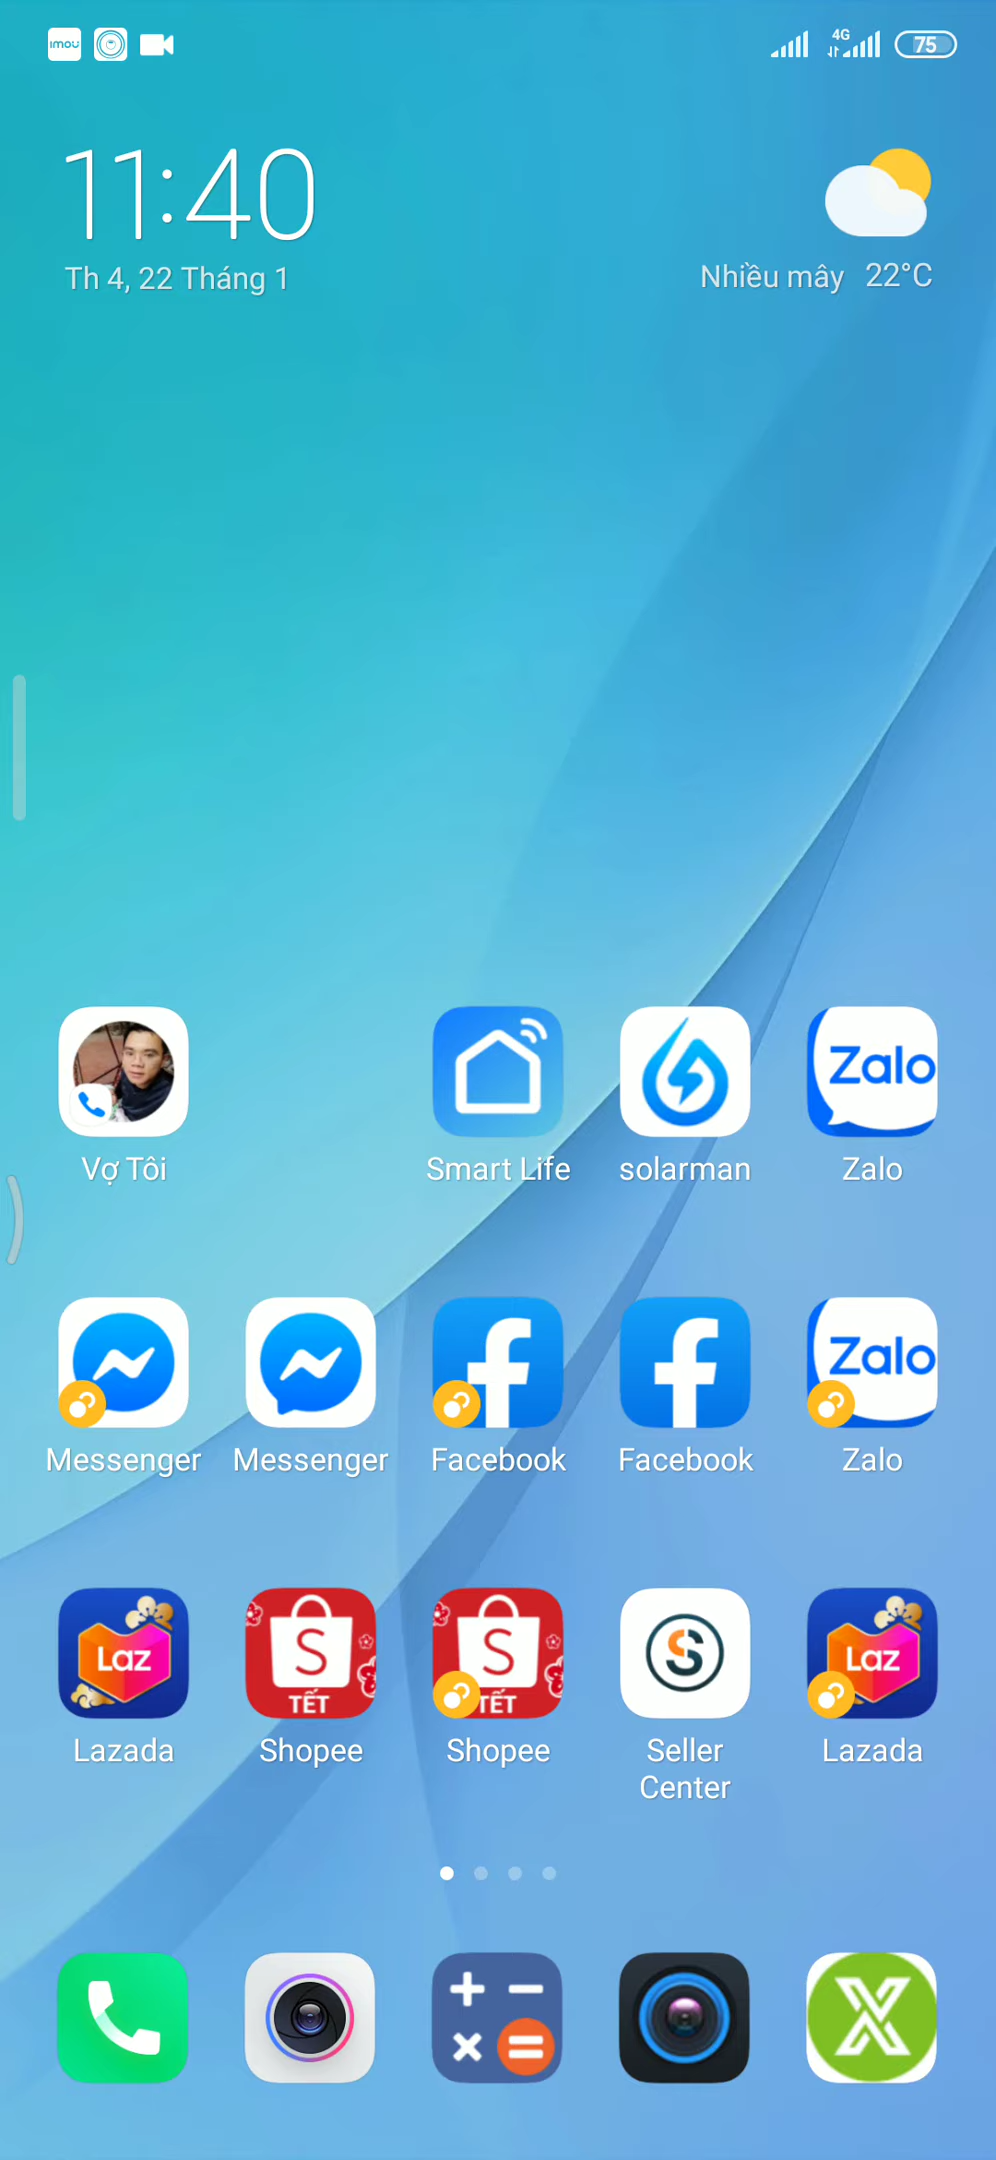 imou
4G
75
11:40
Th 4, 22 Tháng 1
Nhiều mây 22°C
Zalo
Vợ Tôi
Smart Life
solarman
Zalo
Zalo
Messenger
Messenger
Facebook
Facebook
Zalo
Laz
S
TẾT
S
TẾT
S
Laz
Lazada
Shopee
Shopee
Seller
Center
Lazada